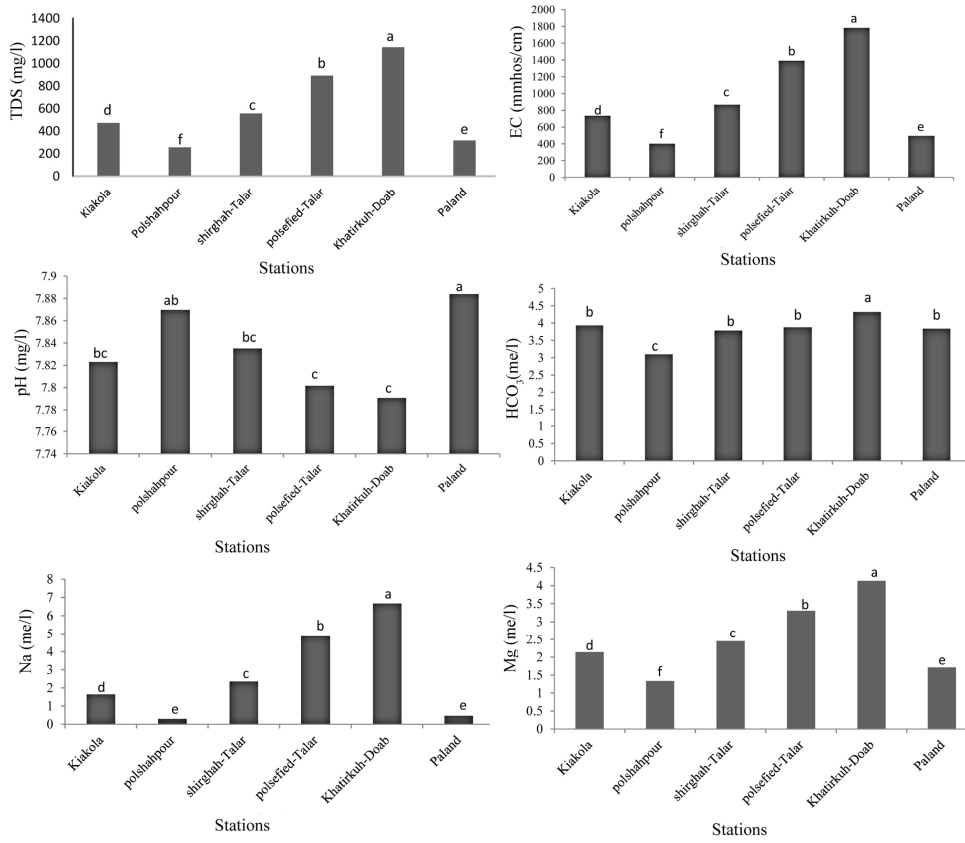 TDS (mg/l)
1400
1200
1000
800
600
400
200
0
d
f
c
b
a
e
Kiakola
Polshahpour
shirghah-Talar
polsefied-Talar
Khatirkuh-Doab
Paland
Stations
EC (mmhos/cm)
2000
1800
1600
1400
1200
1000
800
600
400
200
0
d
f
c
b
a
e
Kiakola
polshahpour
shirghah-Talar
polsefied-Talar
Khatirkuh-Doab
Paland
Stations
pH (mg/l)
7.9
7.88
7.86
7.84
7.82
7.8
7.78
7.76
7.74
bc
ab
bc
c
c
a
Kiakola
polshahpour
shirghah-Talar
polsefied-Talar
Khatirkuh-Doab
Paland
Stations
HCO3(me/l)
5
4.5
4
3.5
3
2.5
2
1.5
1
0.5
0
b
c
b
b
a
b
Kiakola
polshahpour
shirghah-Talar
polsefied-Talar
Khatirkuh-Doab
Paland
Stations
Na (me/l)
8
7
6
5
4
3
2
1
0
d
e
c
b
a
e
Kiakola
polshahpour
shirghah-Talar
polsefied-Talar
Khatirkuh-Doab
Paland
Stations
Mg (me/l)
4.5
4
3.5
3
2.5
2
1.5
1
0.5
0
d
f
c
b
a
e
Kiakola
polshahpour
shirghah-Talar
polsefied-Talar
Khatirkuh-Doab
Paland
Stations